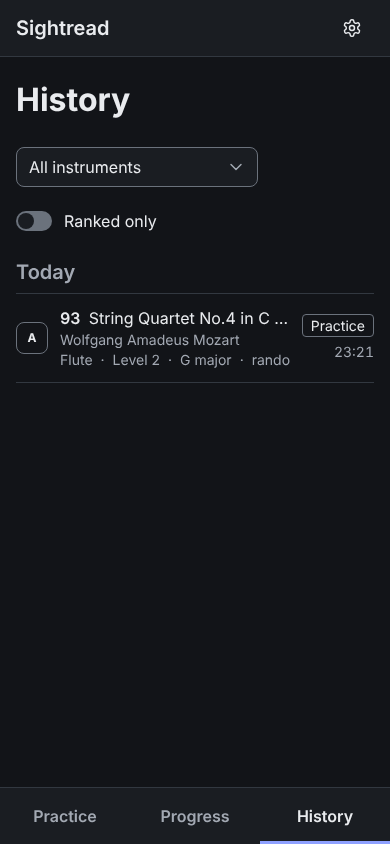 Sightread
History
All instruments
Ranked only
Today
A
93 String Quartet No.4 in C ...
Practice
Wolfgang Amadeus Mozart
23:21
Flute · Level 2 · G major · rando
Practice Progress History